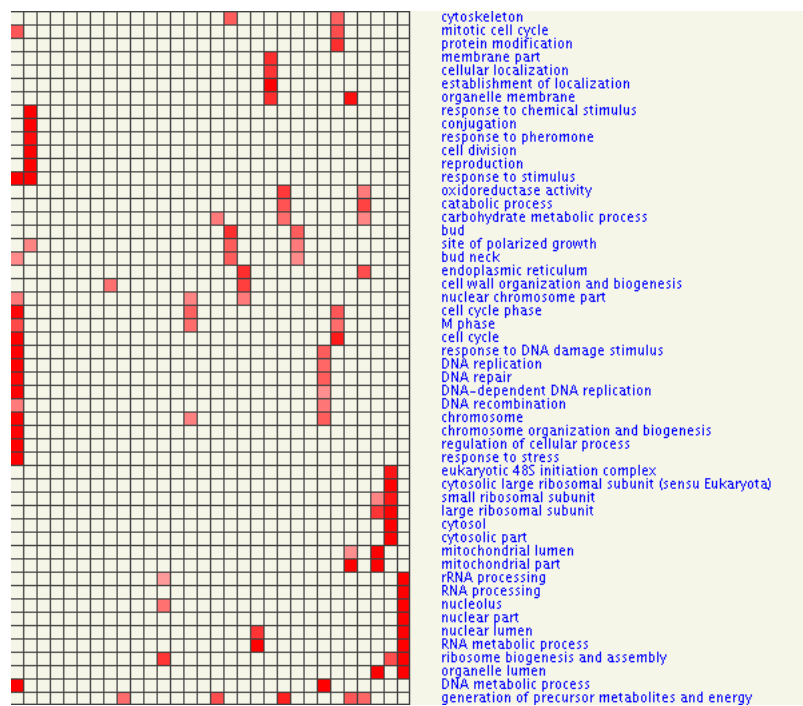 cytoskeleton
mitotic cell cycle
protein modification
membrane part
cellular localization
establishment of localization
organelle membrane
response to chemical stimulus
conjugation
response to pheromone
cell division
reproduction
response to stimulus
oxidoreductase activity
catabolic process
carbohydrate metabolic process
bud
site of polarized growth
bud neck
endoplasmic reticulum
cell wall organization and biogenesis
nuclear chromosome part
cell cycle phase
M phase
cell cycle
response to DNA damage stimulus
DNA replication
DNA repair
DNA-dependent DNA replication
DNA recombination
chromosome
chromosome organization and biogenesis
regulation of cellular process
response to stress
eukaryotic 48S initiation complex
cytosolic large ribosomal subunit (sensu Eukaryota)
small ribosomal subunit
large ribosomal subunit
cytosol
cytosolic part
mitochondrial lumen
mitochondrial part
rRNA processing
RNA processing
nucleolus
nuclear part
nuclear lumen
RNA metabolic process
ribosome biogenesis and assembly
organelle lumen
DNA metabolic process
generation of precursor metabolites and energy